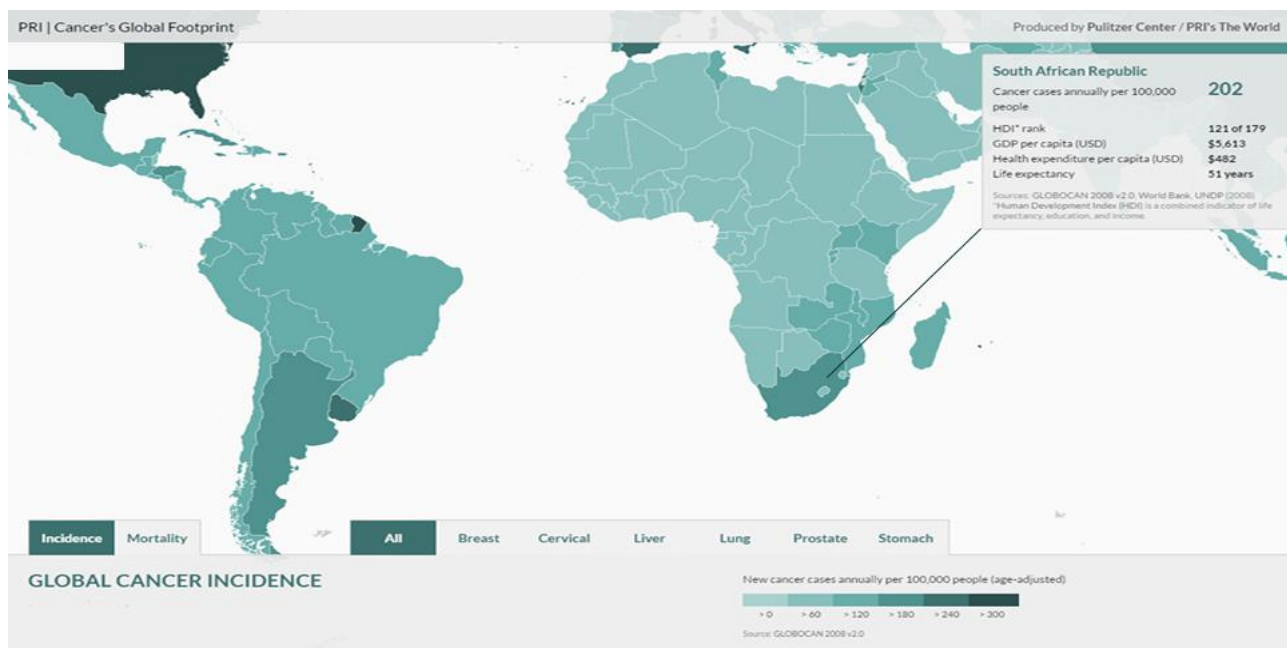 PRI | Cancer's Global Footprint
Produced by Pulitzer Center / PRI's The World
South African Republic
Cancer cases annually per 100,000 people 202
HDI* rank 121 of 179
GDP per capita (USD) $5,613
Health expenditure per capita (USD) $482
Life expectancy 51 years
Sources: GLOBOCAN 2008 v2.0, World Bank, UNDP (2008)
*Human Development Index (HDI) is a combined indicator of life
expectancy, education, and income.
Incidence Mortality
All Breast Cervical Liver Lung Prostate Stomach
GLOBAL CANCER INCIDENCE
New cancer cases annually per 100,000 people (age-adjusted)
> 0 > 60 > 120 > 180 > 240 > 300
Source: GLOBOCAN 2008 v2.0